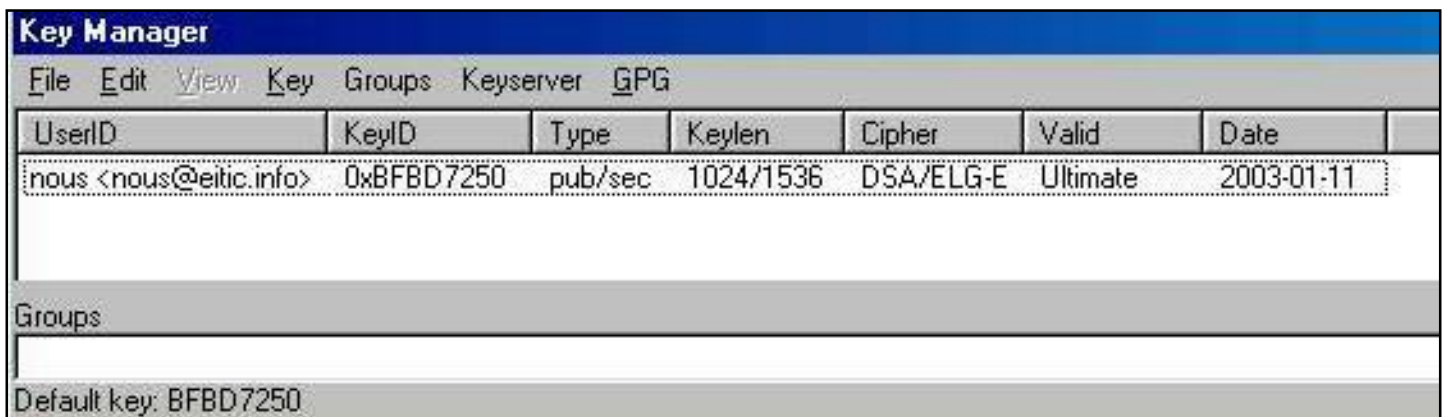 Key Manager
File Edit View Key Groups Keyserver GPG
UserID KeyID Type Keylen Cipher Valid Date
nous <nous@eitic.info> 0xBFBD7250 pub/sec 1024/1536 DSA/ELG-E Ultimate 2003-01-11
Groups
Default key: BFBD7250